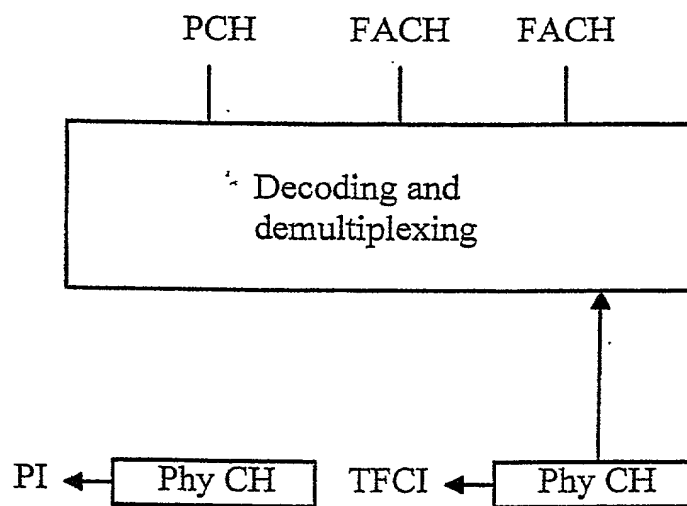 PCH FACH FACH
Decoding and
demultiplexing
PI Phy CH TFCI Phy CH